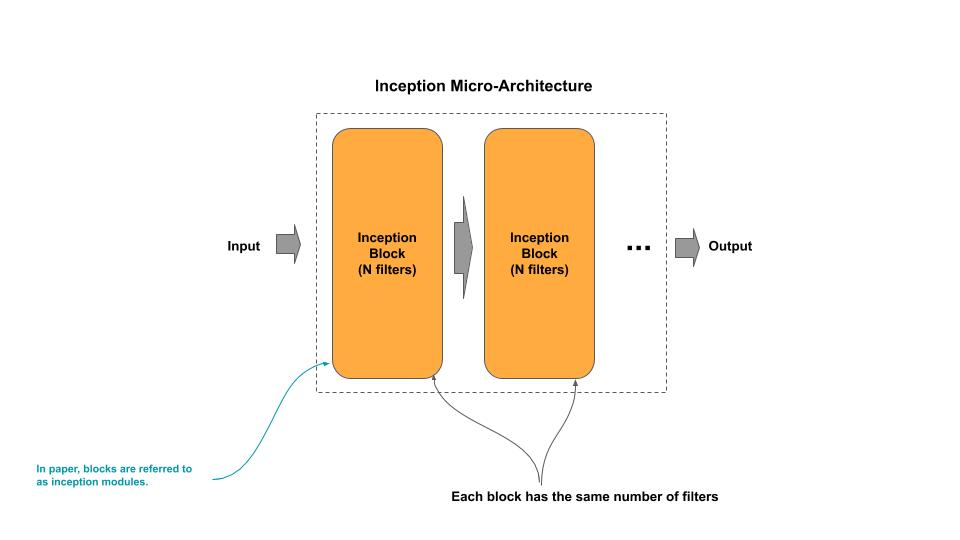 Inception Micro-Architecture
Input
Inception
Block
(N filters)
Inception
Block
(N filters)
...
Output
In paper, blocks are referred to
as inception modules.
Each block has the same number of filters